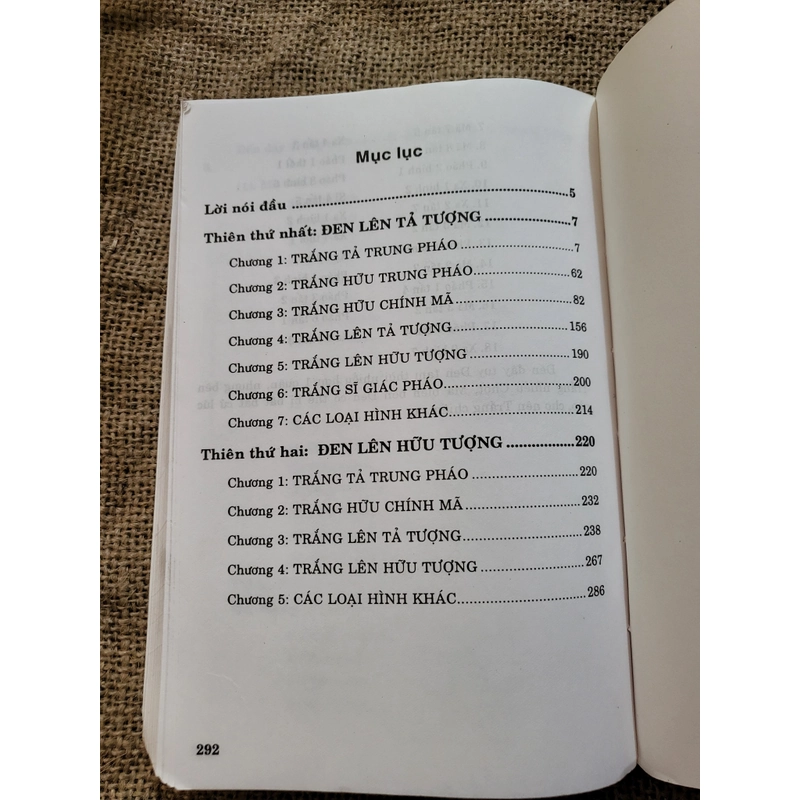 Mục lục
Lời nói đầu ........................................................ 5
Thiên thứ nhất: ĐEN LÊN TẢ TƯỢNG .................. 7
Chương 1: TRẮNG TẢ TRUNG PHÁO ........................ 7
Chương 2: TRẮNG HỮU TRUNG PHÁO .................... 62
Chương 3: TRẮNG HỮU CHÍNH MÃ ........................ 82
Chương 4: TRẮNG LÊN TẢ TƯỢNG ........................ 156
Chương 5: TRẮNG LÊN HỮU TƯỢNG ..................... 190
Chương 6: TRẮNG SĨ GIÁC PHÁO .......................... 200
Chương 7: CÁC LOẠI HÌNH KHÁC ......................... 214
Thiên thứ hai: ĐEN LÊN HỮU TƯỢNG ................. 220
Chương 1: TRẮNG TẢ TRUNG PHÁO ..................... 220
Chương 2: TRẮNG HỮU CHÍNH MÃ ....................... 232
Chương 3: TRẮNG LÊN TẢ TƯỢNG ....................... 238
Chương 4: TRẮNG LÊN HỮU TƯỢNG .................... 267
Chương 5: CÁC LOẠI HÌNH KHÁC ........................ 286
292